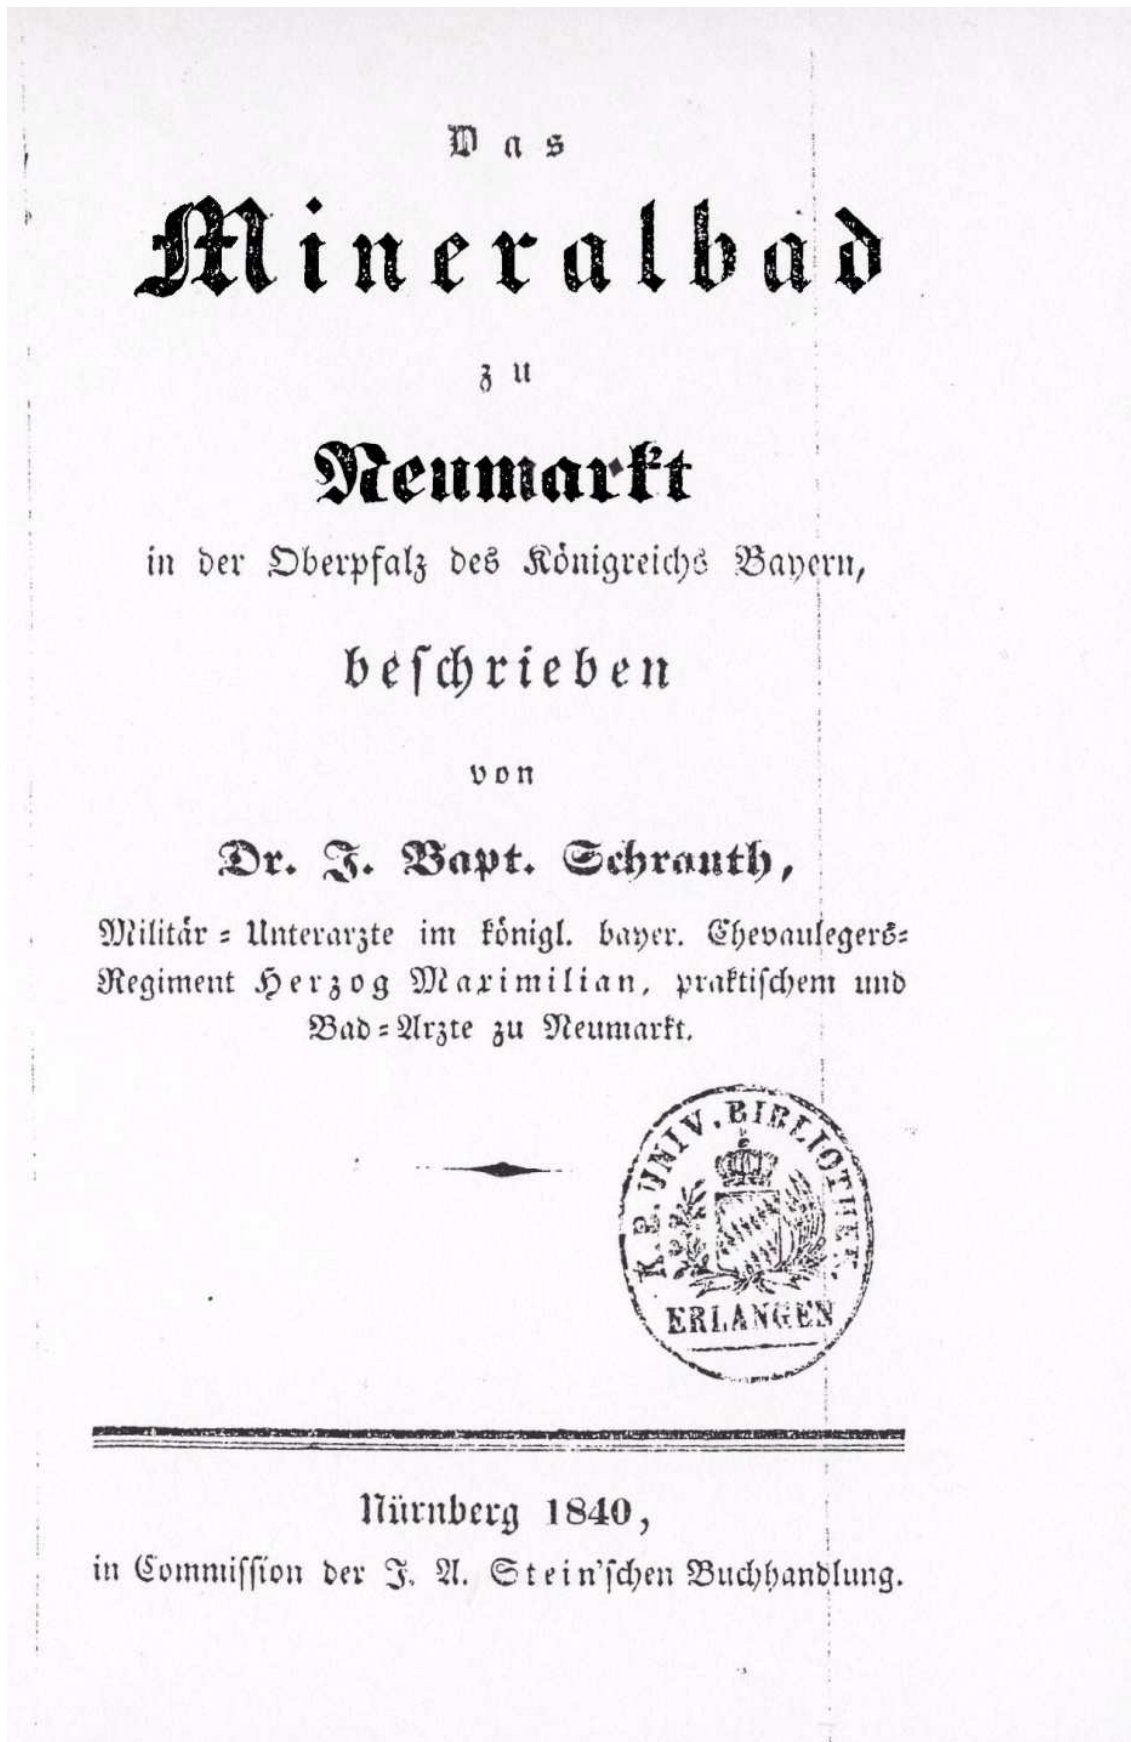 Das
Mineralbad
zu
Neumarkt
in der Oberpfalz des Königreichs Bayern,
beschrieben
von
Dr. J. Bapt. Schrauth,
Militär-Unterarzte im königl. bayer. Chevaulegers-
Regiment Herzog Maximilian, praktischem und
Bad-Arzte zu Neumarkt.
K. B. UNIV. BIBLIOTHEK.
ERLANGEN
Nürnberg 1840,
in Commission der J. A. Stein'schen Buchhandlung.